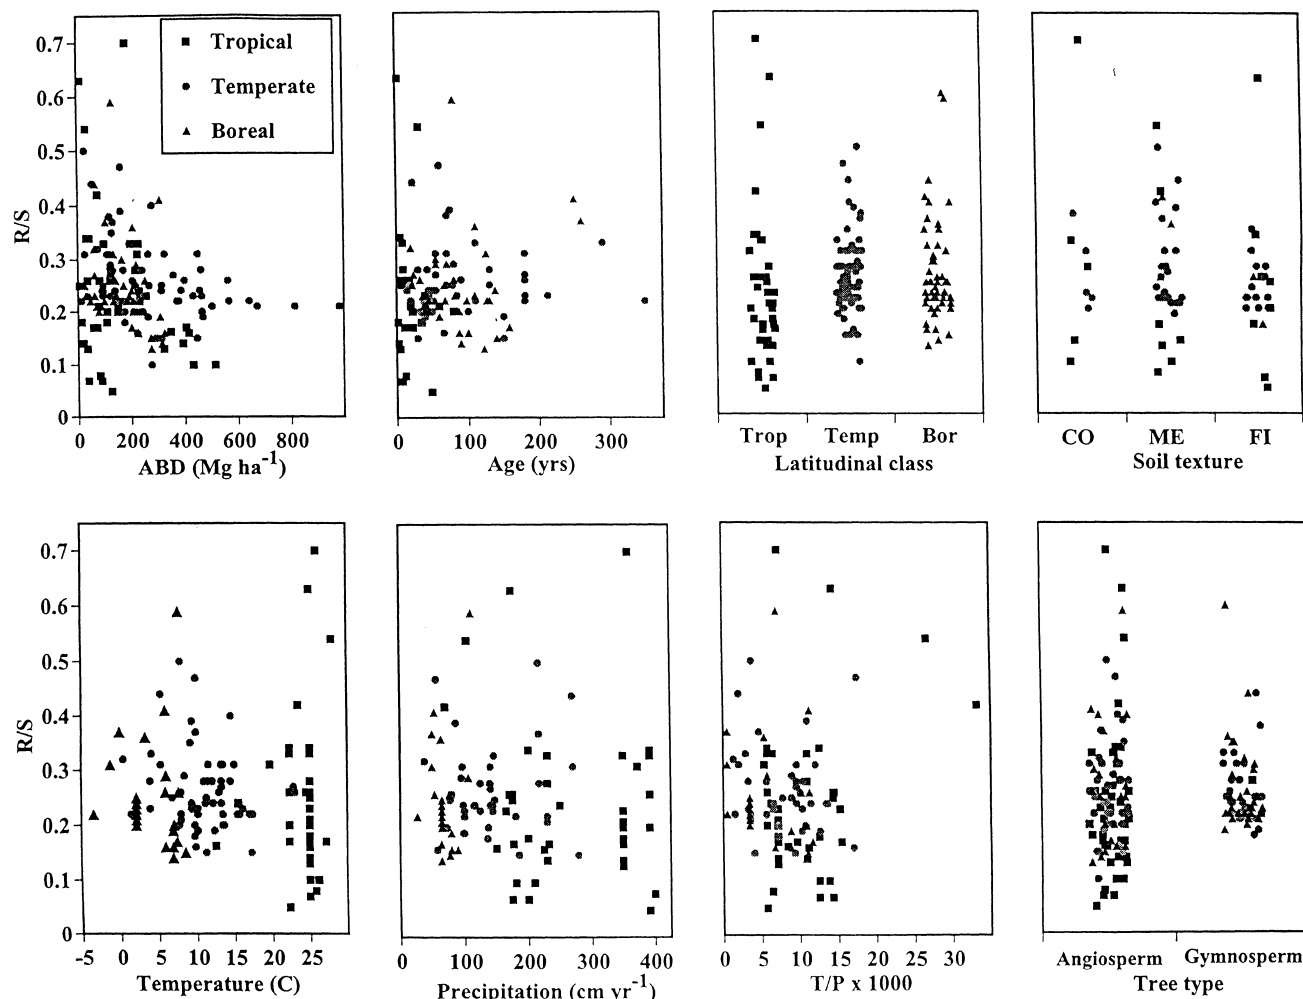 Tropical
Temperate
Boreal
R/S
0.7
0.6
0.5
0.4
0.3
0.2
0.1
0
0 200 400 600 800
ABD (Mg ha-1)
0 100 200 300
Age (yrs)
Trop Temp Bor
Latitudinal class
CO ME FI
Soil texture
R/S
0.7
0.6
0.5
0.4
0.3
0.2
0.1
0
-5 0 5 10 15 20 25
Temperature (C)
0 100 200 300 400
Precipitation (cm yr-1)
0 5 10 15 20 25 30
T/P x 1000
Angiosperm Gymnosperm
Tree type